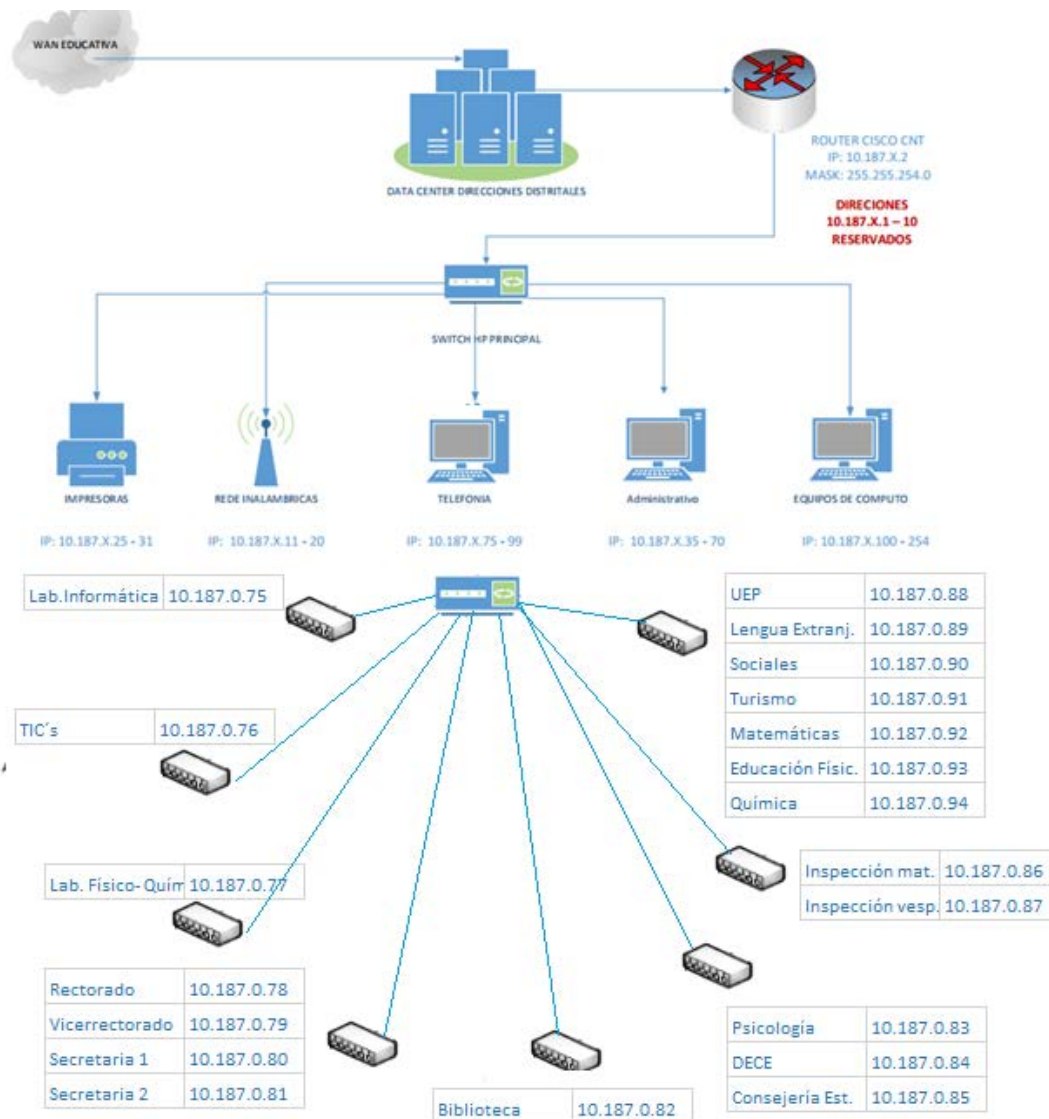 WAN EDUCATIVA
DATA CENTER DIRECCIONES DISTRITALES
ROUTER CISCO CNT
IP: 10.187.X.2
MASK: 255.255.254.0
DIRECIONES
10.187.X.1 – 10
RESERVADOS
SWITCH HP PRINCIPAL
IMPRESORAS
REDE INALAMBRICAS
TELEFONIA
Administrativo
EQUIPOS DE COMPUTO
IP: 10.187.X.25 - 31
IP: 10.187.X.11 - 20
IP: 10.187.X.75 - 99
IP: 10.187.X.35 - 70
IP: 10.187.X.100 - 254
Lab.Informática 10.187.0.75
UEP 10.187.0.88
Lengua Extranj. 10.187.0.89
Sociales 10.187.0.90
Turismo 10.187.0.91
Matemáticas 10.187.0.92
Educación Físic. 10.187.0.93
Química 10.187.0.94
TIC´s 10.187.0.76
Lab. Físico- Quím 10.187.0.77
Inspección mat. 10.187.0.86
Inspección vesp. 10.187.0.87
Rectorado 10.187.0.78
Vicerrectorado 10.187.0.79
Secretaria 1 10.187.0.80
Secretaria 2 10.187.0.81
Biblioteca 10.187.0.82
Psicología 10.187.0.83
DECE 10.187.0.84
Consejería Est. 10.187.0.85